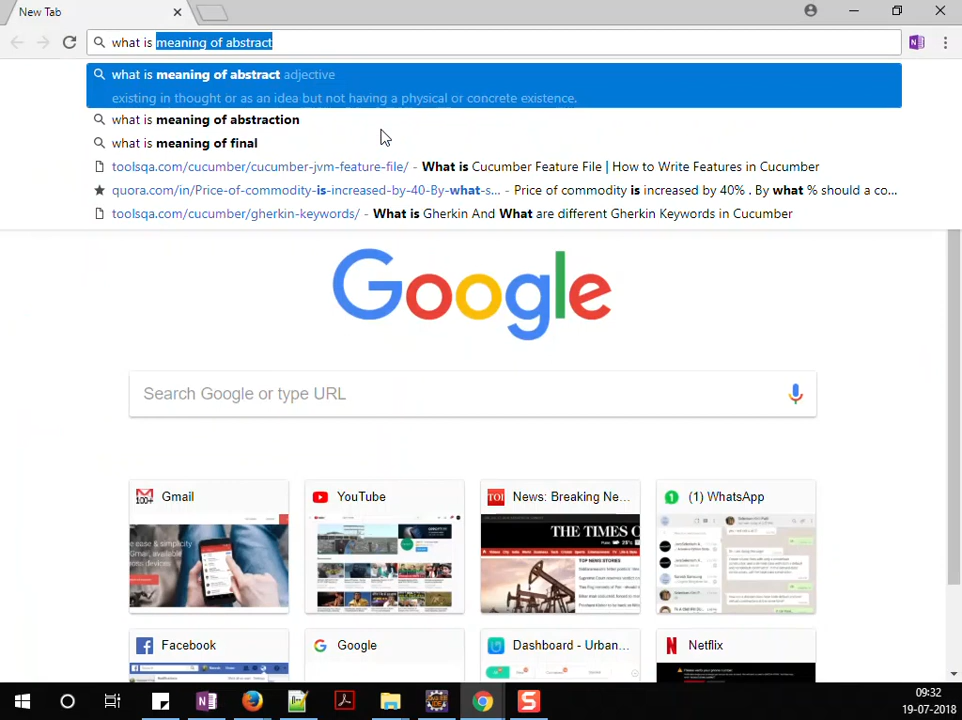 New Tab
what is meaning of abstract
what is meaning of abstract adjective
existing in thought or as an idea but not having a physical or concrete existence.
what is meaning of abstraction
what is meaning of final
toolsqa.com/cucumber/cucumber-jvm-feature-file/ - What is Cucumber Feature File | How to Write Features in Cucumber
quora.com/in/Price-of-commodity-is-increased-by-40-By-what-s... - Price of commodity is increased by 40% . By what % should a co...
toolsqa.com/cucumber/gherkin-keywords/ - What is Gherkin And What are different Gherkin Keywords in Cucumber
Google
Search Google or type URL
100+ Gmail
YouTube
TOI News: Breaking Ne...
1 (1) WhatsApp
THE TIMES O
TOP NEWS STORIES
Facebook
Google
Dashboard - Urban...
Netflix
09:32
19-07-2018